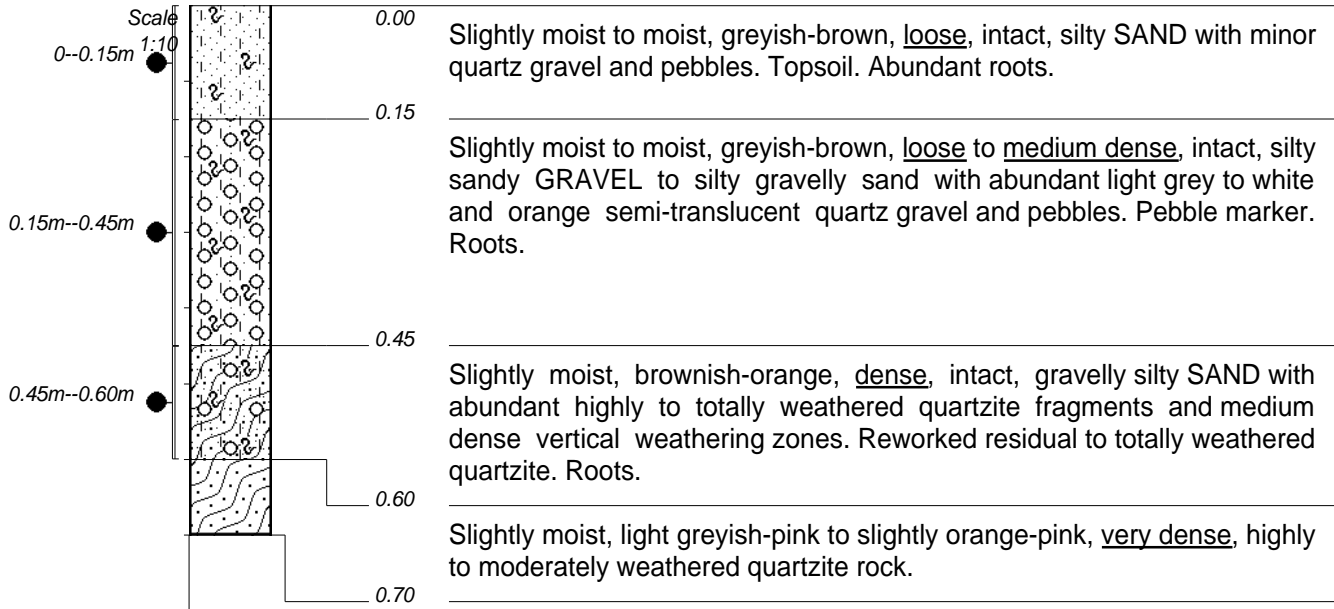 Scale
1:10
0.00
0--0.15m
Slightly moist to moist, greyish-brown, loose, intact, silty SAND with minor
quartz gravel and pebbles. Topsoil. Abundant roots.
0.15
Slightly moist to moist, greyish-brown, loose to medium dense, intact, silty
sandy GRAVEL to silty gravelly sand with abundant light grey to white
and orange semi-translucent quartz gravel and pebbles. Pebble marker.
Roots.
0.15m--0.45m
0.45
Slightly moist, brownish-orange, dense, intact, gravelly silty SAND with
abundant highly to totally weathered quartzite fragments and medium
dense vertical weathering zones. Reworked residual to totally weathered
quartzite. Roots.
0.45m--0.60m
0.60
Slightly moist, light greyish-pink to slightly orange-pink, very dense, highly
to moderately weathered quartzite rock.
0.70